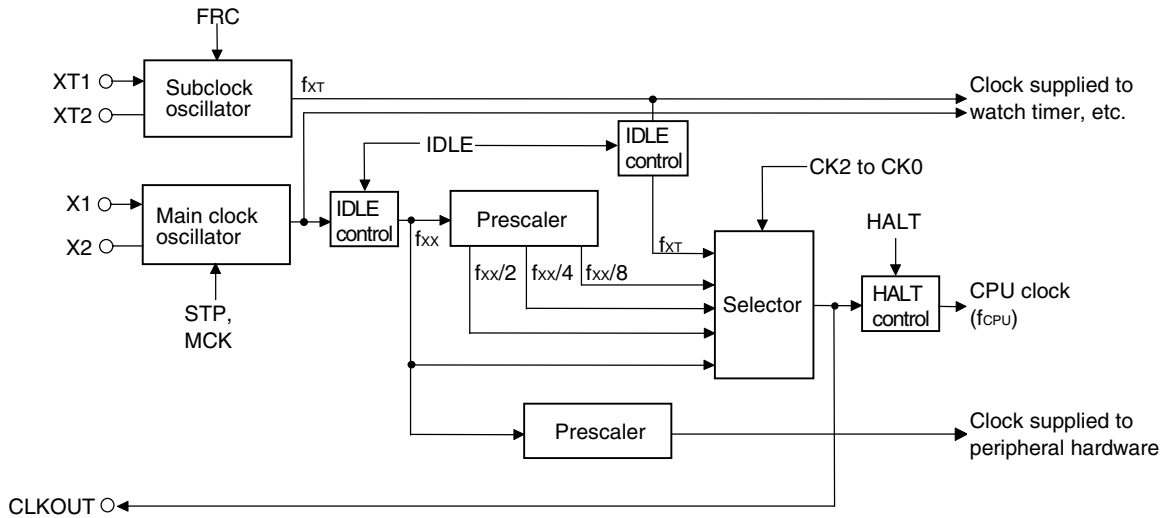 FRC
XT1
XT2
Subclock
oscillator
fXT
Clock supplied to
watch timer, etc.
IDLE
IDLE
control
CK2 to CK0
X1
X2
Main clock
oscillator
IDLE
control
fXX
Prescaler
fXT
HALT
fXX/2
fXX/4
fXX/8
Selector
HALT
control
CPU clock
(fCPU)
STP,
MCK
Prescaler
Clock supplied to
peripheral hardware
CLKOUT